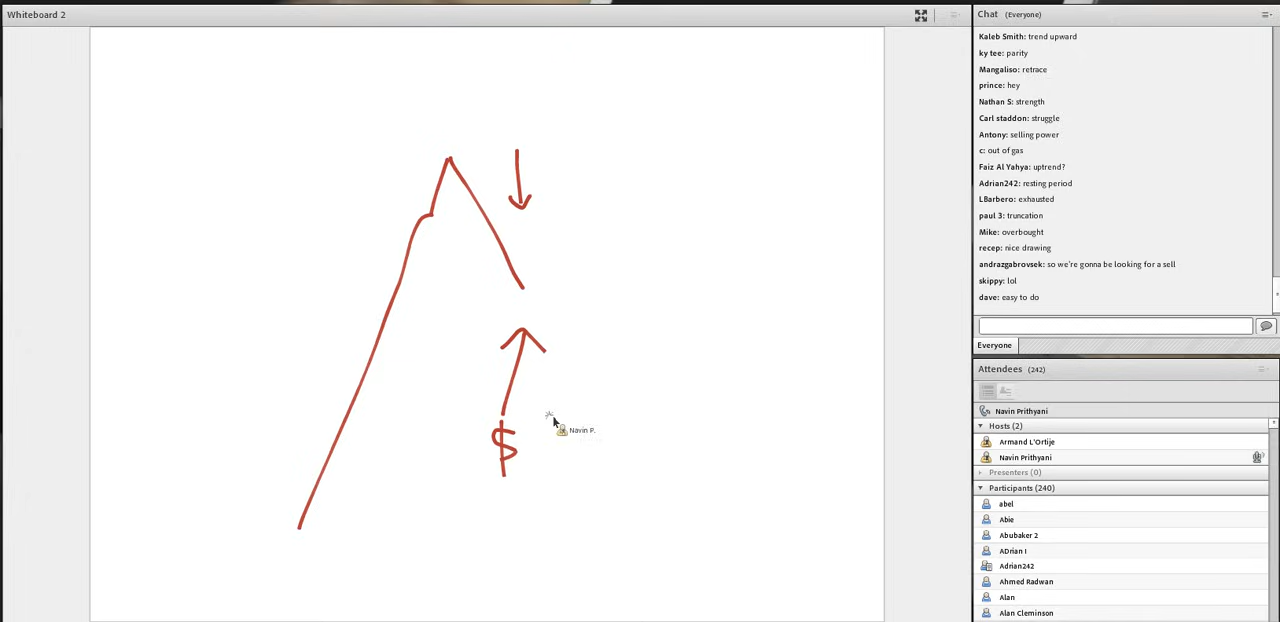 Whiteboard 2
$
Navin P.
Chat (Everyone)
Kaleb Smith: trend upward
ky tee: parity
Mangaliso: retrace
prince: hey
Nathan S: strength
Carl staddon: struggle
Antony: selling power
c: out of gas
Faiz Al Yahya: uptrend?
Adrian242: resting period
LBarbero: exhausted
paul 3: truncation
Mike: overbought
recep: nice drawing
andrazgabrovsek: so we're gonna be looking for a sell
skippy: lol
dave: easy to do
Everyone
Attendees (242)
Navin Prithyani
Hosts (2)
Armand L'Ortije
Navin Prithyani
Presenters (0)
Participants (240)
abel
Abie
Abubaker 2
ADrian I
Adrian242
Ahmed Radwan
Alan
Alan Cleminson